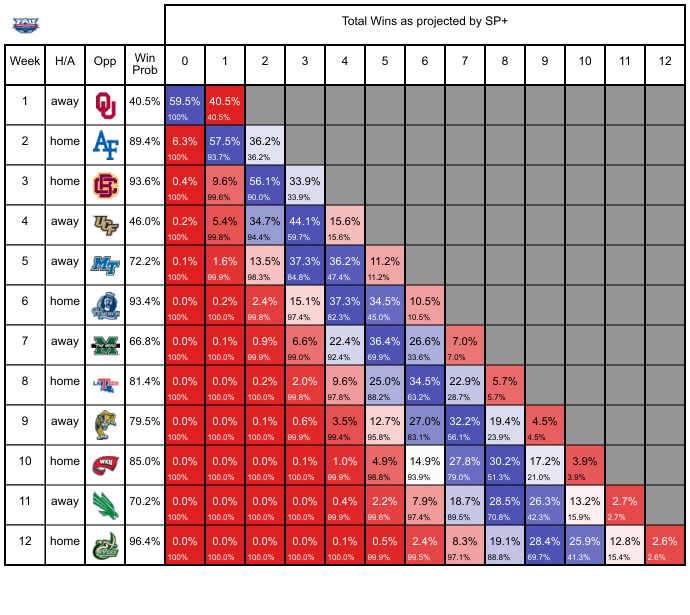 Total Wins as projected by SP+
Week H/A Opp Win Prob 0 1 2 3 4 5 6 7 8 9 10 11 12
1 away OU 40.5% 59.5% 40.5%
100% 40.5%
2 home AF 89.4% 6.3% 57.5% 36.2%
100% 93.7% 36.2%
3 home BC 93.6% 0.4% 9.6% 56.1% 33.9%
100% 99.6% 90.0% 33.9%
4 away UCF 46.0% 0.2% 5.4% 34.7% 44.1% 15.6%
100% 99.8% 94.4% 59.7% 15.6%
5 away MT 72.2% 0.1% 1.6% 13.5% 37.3% 36.2% 11.2%
100% 99.9% 98.3% 84.8% 47.4% 11.2%
6 home 93.4% 0.0% 0.2% 2.4% 15.1% 37.3% 34.5% 10.5%
100% 100.0% 99.8% 97.4% 82.3% 45.0% 10.5%
7 away M 66.8% 0.0% 0.1% 0.9% 6.6% 22.4% 36.4% 26.6% 7.0%
100% 100.0% 99.9% 99.0% 92.4% 69.9% 33.6% 7.0%
8 home 81.4% 0.0% 0.0% 0.2% 2.0% 9.6% 25.0% 34.5% 22.9% 5.7%
100% 100.0% 100.0% 99.8% 97.8% 88.2% 63.2% 28.7% 5.7%
9 away 79.5% 0.0% 0.0% 0.1% 0.6% 3.5% 12.7% 27.0% 32.2% 19.4% 4.5%
100% 100.0% 100.0% 99.9% 99.4% 95.8% 83.1% 56.1% 23.9% 4.5%
10 home WKU 85.0% 0.0% 0.0% 0.0% 0.1% 1.0% 4.9% 14.9% 27.8% 30.2% 17.2% 3.9%
100% 100.0% 100.0% 100.0% 99.9% 98.8% 93.9% 79.0% 51.3% 21.0% 3.9%
11 away 70.2% 0.0% 0.0% 0.0% 0.0% 0.4% 2.2% 7.9% 18.7% 28.5% 26.3% 13.2% 2.7%
100% 100.0% 100.0% 100.0% 99.9% 99.6% 97.4% 89.5% 70.8% 42.3% 15.9% 2.7%
12 home 96.4% 0.0% 0.0% 0.0% 0.0% 0.1% 0.5% 2.4% 8.3% 19.1% 28.4% 25.9% 12.8% 2.6%
100% 100.0% 100.0% 100.0% 100.0% 99.9% 99.5% 97.1% 88.8% 69.7% 41.3% 15.4% 2.6%